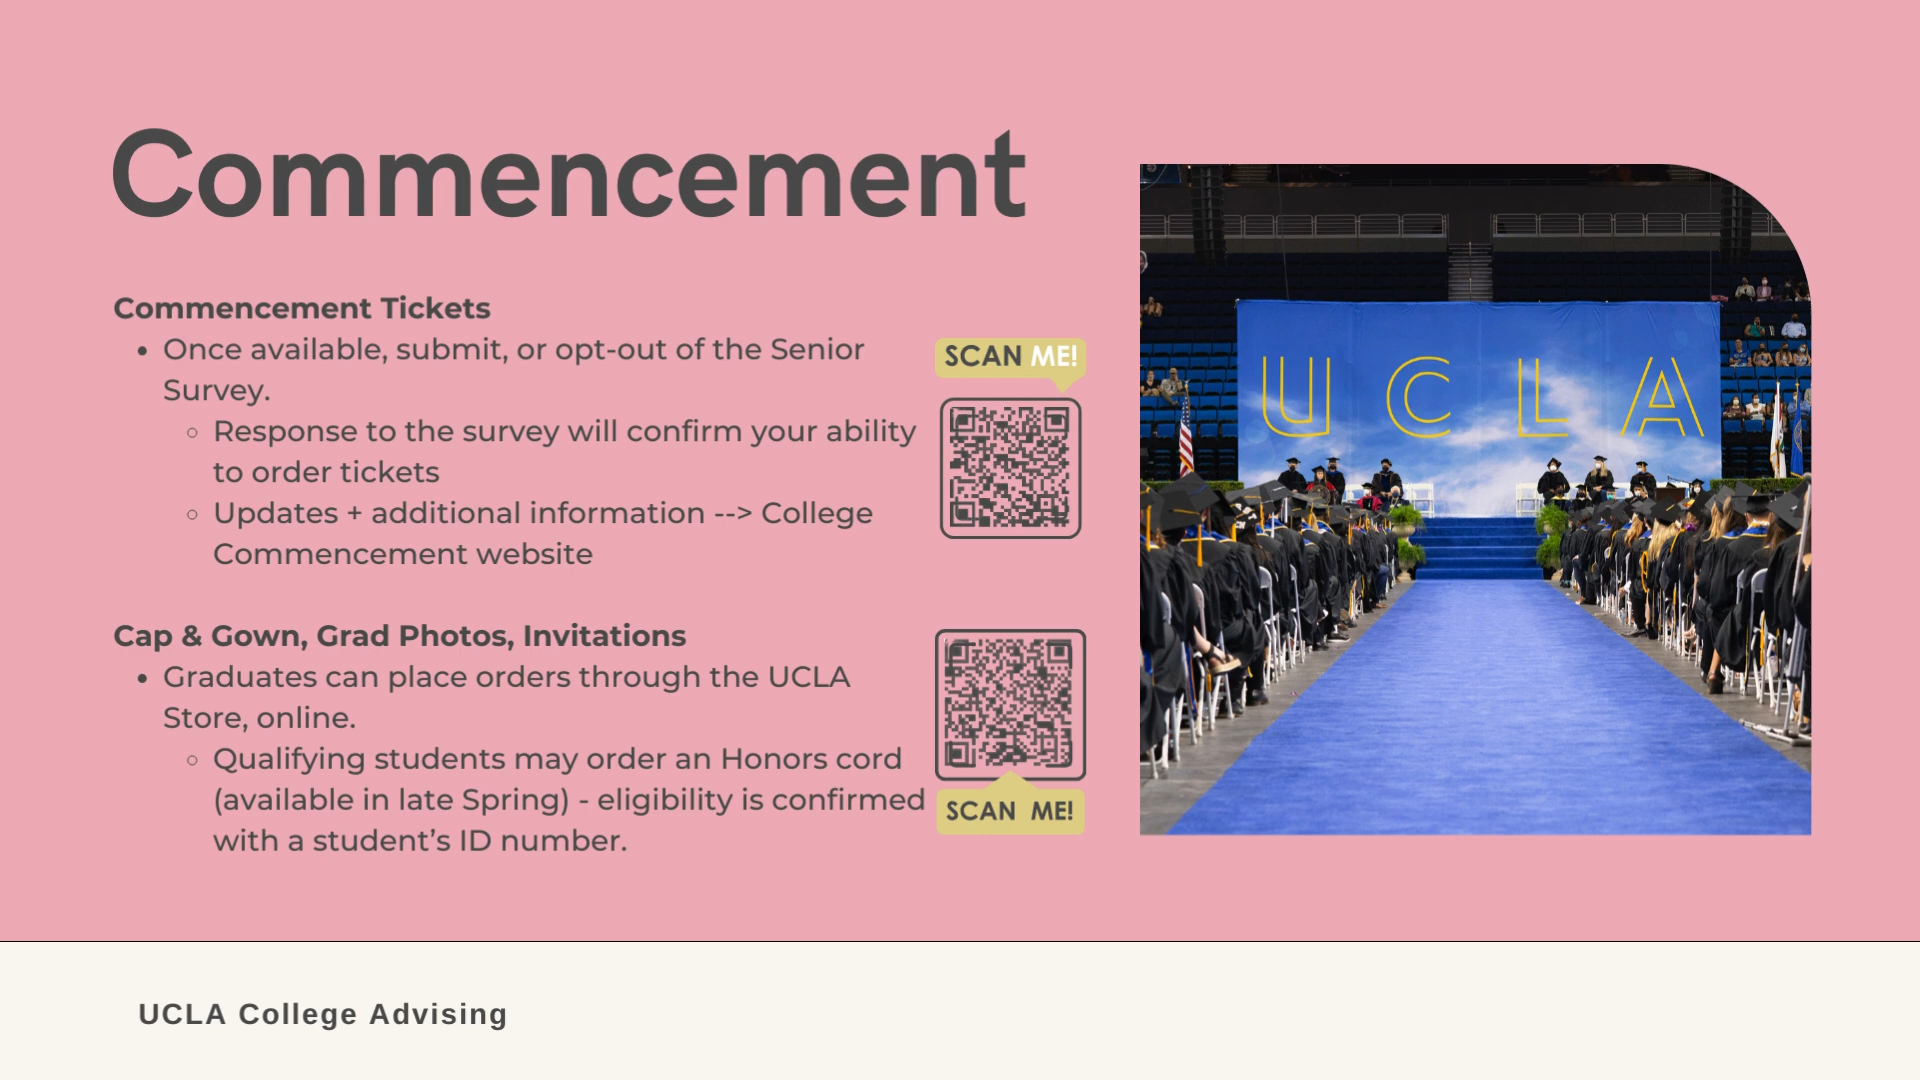 Commencement
Commencement Tickets
• Once available, submit, or opt-out of the Senior
Survey.
○ Response to the survey will confirm your ability
to order tickets
○ Updates + additional information --> College
Commencement website
SCAN ME!
Cap & Gown, Grad Photos, Invitations
• Graduates can place orders through the UCLA
Store, online.
○ Qualifying students may order an Honors cord
(available in late Spring) - eligibility is confirmed
with a student’s ID number.
SCAN ME!
UCLA
UCLA College Advising